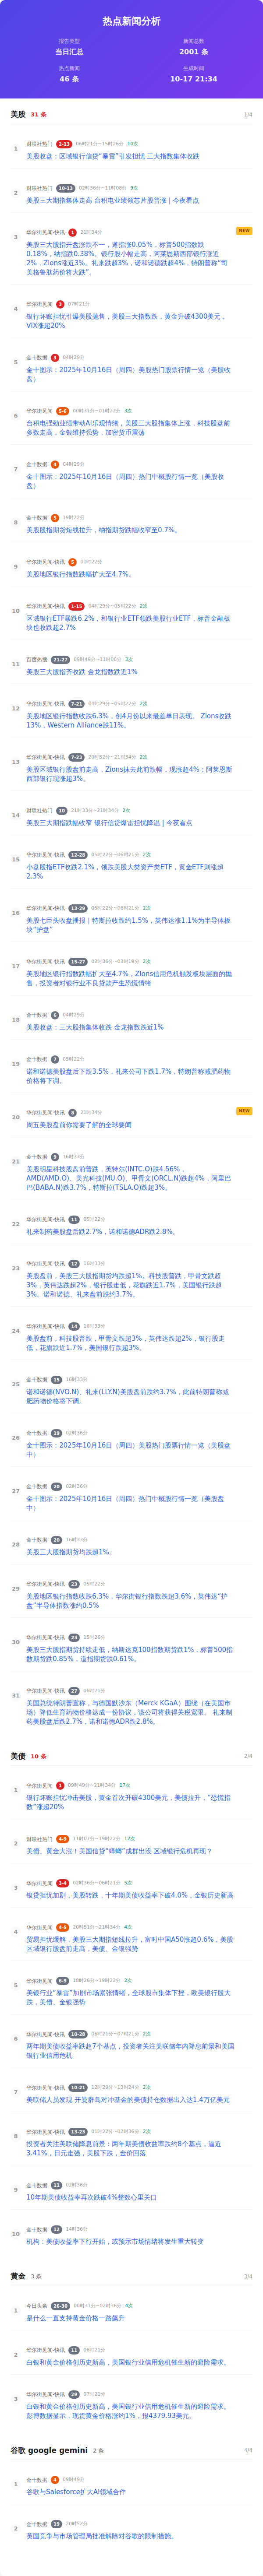 热点新闻分析
报告类型
新闻总数
当日汇总
2001 条
热点新闻
生成时间
46 条
10-17 21:34
美股 31 条
1/4
1
财联社热门 2-13 06时21分~15时26分 10次
美股收盘：区域银行信贷“暴雷”引发担忧 三大指数集体收跌
2
财联社热门 10-13 02时36分~11时08分 9次
美股三大期指集体走高 台积电业绩领芯片股普涨 | 今夜看点
NEW
3
华尔街见闻-快讯 1 21时34分
美股三大股指开盘涨跌不一，道指涨0.05%，标普500指数跌
0.18%，纳指跌0.38%。银行股小幅走高，阿莱恩斯西部银行涨近
2%，Zions涨近3%。礼来跌超3%，诺和诺德跌超4%，特朗普称“司
美格鲁肽药价将大跌”。
4
华尔街见闻 3 07时21分
银行坏账担忧引爆美股抛售，美股三大指数跌，黄金升破4300美元，
VIX涨超20%
5
金十数据 3 04时29分
金十图示：2025年10月16日（周四）美股热门股票行情一览（美股收
盘）
6
华尔街见闻 5-6 00时31分~01时22分 3次
台积电强劲业绩带动AI乐观情绪，美股三大股指集体上涨，科技股盘前
多数走高，金银维持强势，加密货币震荡
7
金十数据 4 04时29分
金十图示：2025年10月16日（周四）热门中概股行情一览（美股收
盘）
8
金十数据 5 19时22分
美股股指期货短线拉升，纳指期货跌幅收窄至0.7%。
9
华尔街见闻-快讯 5 01时22分
美股地区银行指数跌幅扩大至4.7%。
10
华尔街见闻-快讯 1-15 04时29分~05时22分 2次
区域银行ETF暴跌6.2%，和银行业ETF领跌美股行业ETF，标普金融板
块也收跌超2.7%
11
百度热搜 21-27 09时49分~11时08分 3次
美股三大股指齐收跌 金龙指数跌近1%
12
华尔街见闻-快讯 7-21 04时29分~05时22分 2次
美股地区银行指数收跌6.3%，创4月份以来最差单日表现。 Zions收跌
13%，Western Alliance跌11%。
13
华尔街见闻-快讯 7-23 20时52分~21时34分 2次
美股区域银行股盘前走高，Zions抹去此前跌幅，现涨超4%；阿莱恩斯
西部银行现涨超3%。
14
财联社热门 10 21时33分~21时34分 2次
美股三大期指跌幅收窄 银行信贷爆雷担忧降温 | 今夜看点
15
华尔街见闻-快讯 12-28 05时22分~06时21分 2次
小盘股指ETF收跌2.1%，领跌美股大类资产类ETF，黄金ETF则涨超
2.3%
16
华尔街见闻-快讯 13-29 05时22分~06时21分 2次
美股七巨头收盘播报｜特斯拉收跌约1.5%，英伟达涨1.1%为半导体板
块“护盘”
17
华尔街见闻-快讯 15-27 02时36分~03时19分 2次
美股地区银行指数跌幅扩大至4.7%，Zions信用危机触发板块层面的抛
售，投资者对银行业不良贷款产生恐慌情绪
18
金十数据 6 04时29分
美股收盘：三大股指集体收跌 金龙指数跌近1%
19
金十数据 7 05时22分
诺和诺德美股盘后下跌3.5%，礼来公司下跌1.7%，特朗普称减肥药物
价格将下调。
NEW
20
华尔街见闻-快讯 8 21时34分
周五美股盘前你需要了解的全球要闻
21
金十数据 9 16时33分
美股明星科技股盘前普跌，英特尔(INTC.O)跌4.56%，
AMD(AMD.O)、美光科技(MU.O)、甲骨文(ORCL.N)跌超4%，阿里巴
巴(BABA.N)跌3.7%，特斯拉(TSLA.O)跌超3%。
22
华尔街见闻-快讯 11 05时22分
礼来制药美股盘后跌2.7%，诺和诺德ADR跌2.8%。
23
华尔街见闻-快讯 12 16时33分
美股盘前，美股三大股指期货均跌超1%。科技股普跌，甲骨文跌超
3%，英伟达跌超2%，银行股走低，花旗跌近1.7%，美国银行跌超
3%。诺和诺德、礼来盘前跌约3.7%。
24
华尔街见闻-快讯 14 16时33分
美股盘前，科技股普跌，甲骨文跌超3%，英伟达跌超2%，银行股走
低，花旗跌近1.7%，美国银行跌超3%。
25
金十数据 15 16时33分
诺和诺德(NVO.N)、礼来(LLY.N)美股盘前跌约3.7%，此前特朗普称减
肥药物价格将下调。
26
金十数据 19 02时36分
金十图示：2025年10月16日（周四）美股热门股票行情一览（美股盘
中）
27
金十数据 20 02时36分
金十图示：2025年10月16日（周四）热门中概股行情一览（美股盘
中）
28
金十数据 20 16时33分
美股三大股指期货均跌超1%。
29
华尔街见闻-快讯 23 05时22分
美股地区银行指数收跌6.3%，华尔街银行指数跌超3.6%，英伟达“护
盘”半导体指数涨约0.5%
30
华尔街见闻-快讯 23 15时26分
美股三大股指期货持续走低，纳斯达克100指数期货跌1%，标普500指
数期货跌0.85%，道指期货跌0.61%。
31
华尔街见闻-快讯 27 06时21分
美国总统特朗普宣称，与德国默沙东（Merck KGaA）围绕（在美国市
场）降低生育药物价格达成一份协议，该公司将获得关税宽限。 礼来制
药美股盘后跌2.7%，诺和诺德ADR跌2.8%。
美债 10 条
2/4
1
华尔街见闻 1 09时49分~21时34分 17次
银行坏账担忧冲击美股，黄金首次升破4300美元，美债拉升，“恐慌指
数”涨超20%
2
财联社热门 4-9 11时07分~19时22分 12次
美债、黄金大涨！美国信贷“蟑螂”成群出没 区域银行危机再现？
3
华尔街见闻 3-4 02时36分~06时21分 5次
银贷担忧加剧，美股转跌，十年期美债收益率下破4.0%，金银历史新高
4
华尔街见闻 4-5 20时51分~21时34分 4次
贸易担忧缓解，美股三大期指短线拉升，富时中国A50涨超0.6%，美股
区域银行股盘前走高，美债、金银强势
5
华尔街见闻 6-9 18时26分~19时22分 2次
美银行业“暴雷”加剧市场紧张情绪，全球股市集体下挫，欧美银行股大
跌，美债、金银强势
6
华尔街见闻-快讯 10-28 06时21分~07时21分 2次
两年期美债收益率跌超7个基点，投资者关注美联储年内降息前景和美国
银行业信用危机
7
华尔街见闻-快讯 10-21 12时29分~13时24分 2次
美联储人员发现 开曼群岛对冲基金的美债持仓数据出入达1.4万亿美元
8
华尔街见闻-快讯 13-23 01时22分~02时36分 2次
投资者关注美联储降息前景：两年期美债收益率跌约8个基点，逼近
3.41%，日元走强，美股下跌，金价回落
9
金十数据 11 02时36分
10年期美债收益率再次跌破4%整数心里关口
10
金十数据 12 14时36分
机构：美债收益率下行开始，或预示市场情绪将发生重大转变
黄金 3 条
3/4
1
今日头条 26-30 00时31分~02时36分 4次
是什么一直支持黄金价格一路飙升
2
华尔街见闻-快讯 11 06时21分
白银和黄金价格创历史新高，美国银行业信用危机催生新的避险需求。
3
华尔街见闻-快讯 29 07时21分
白银和黄金价格创历史新高，美国银行业信用危机催生新的避险需求。
彭博数据显示，现货黄金价格涨约1%，报4379.93美元。
谷歌 google gemini 2 条
4/4
1
金十数据 4 09时49分
谷歌与Salesforce扩大AI领域合作
2
金十数据 19 20时52分
英国竞争与市场管理局批准解除对谷歌的限制措施。